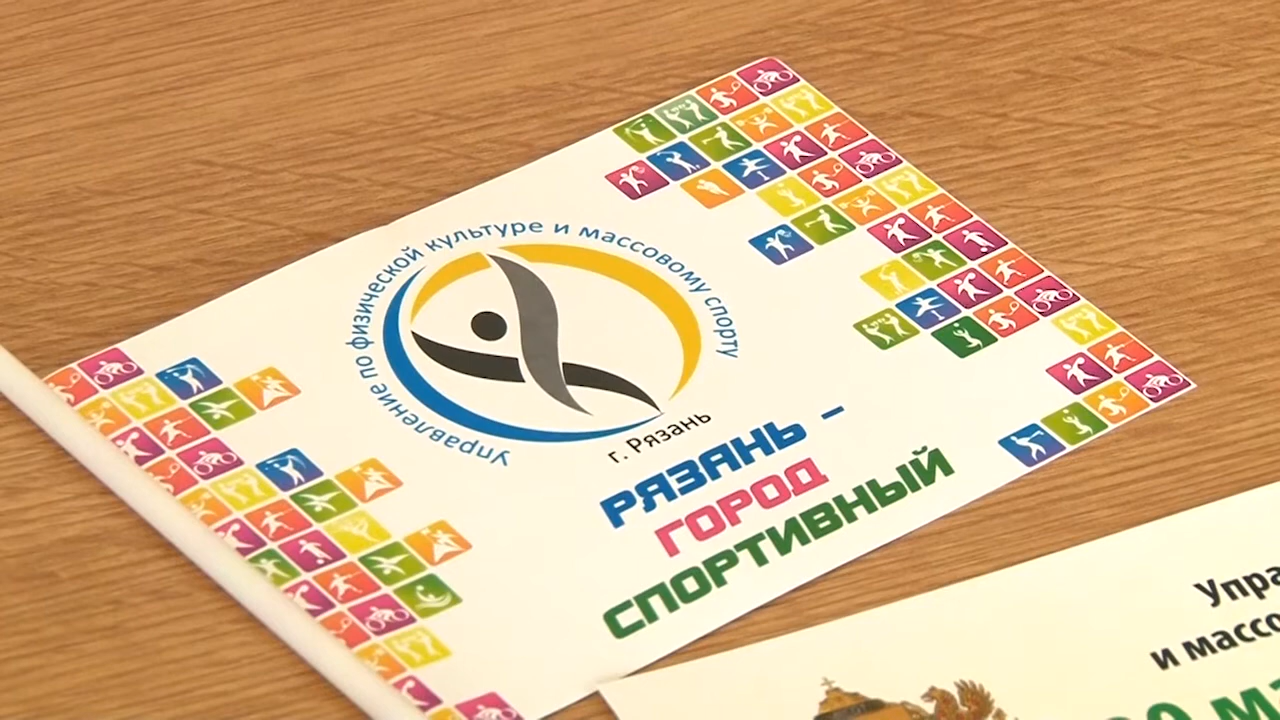 Управление по физической культуре и массовому спорту
г. Рязань
РЯЗАНЬ –
ГОРОД
СПОРТИВНЫЙ
и